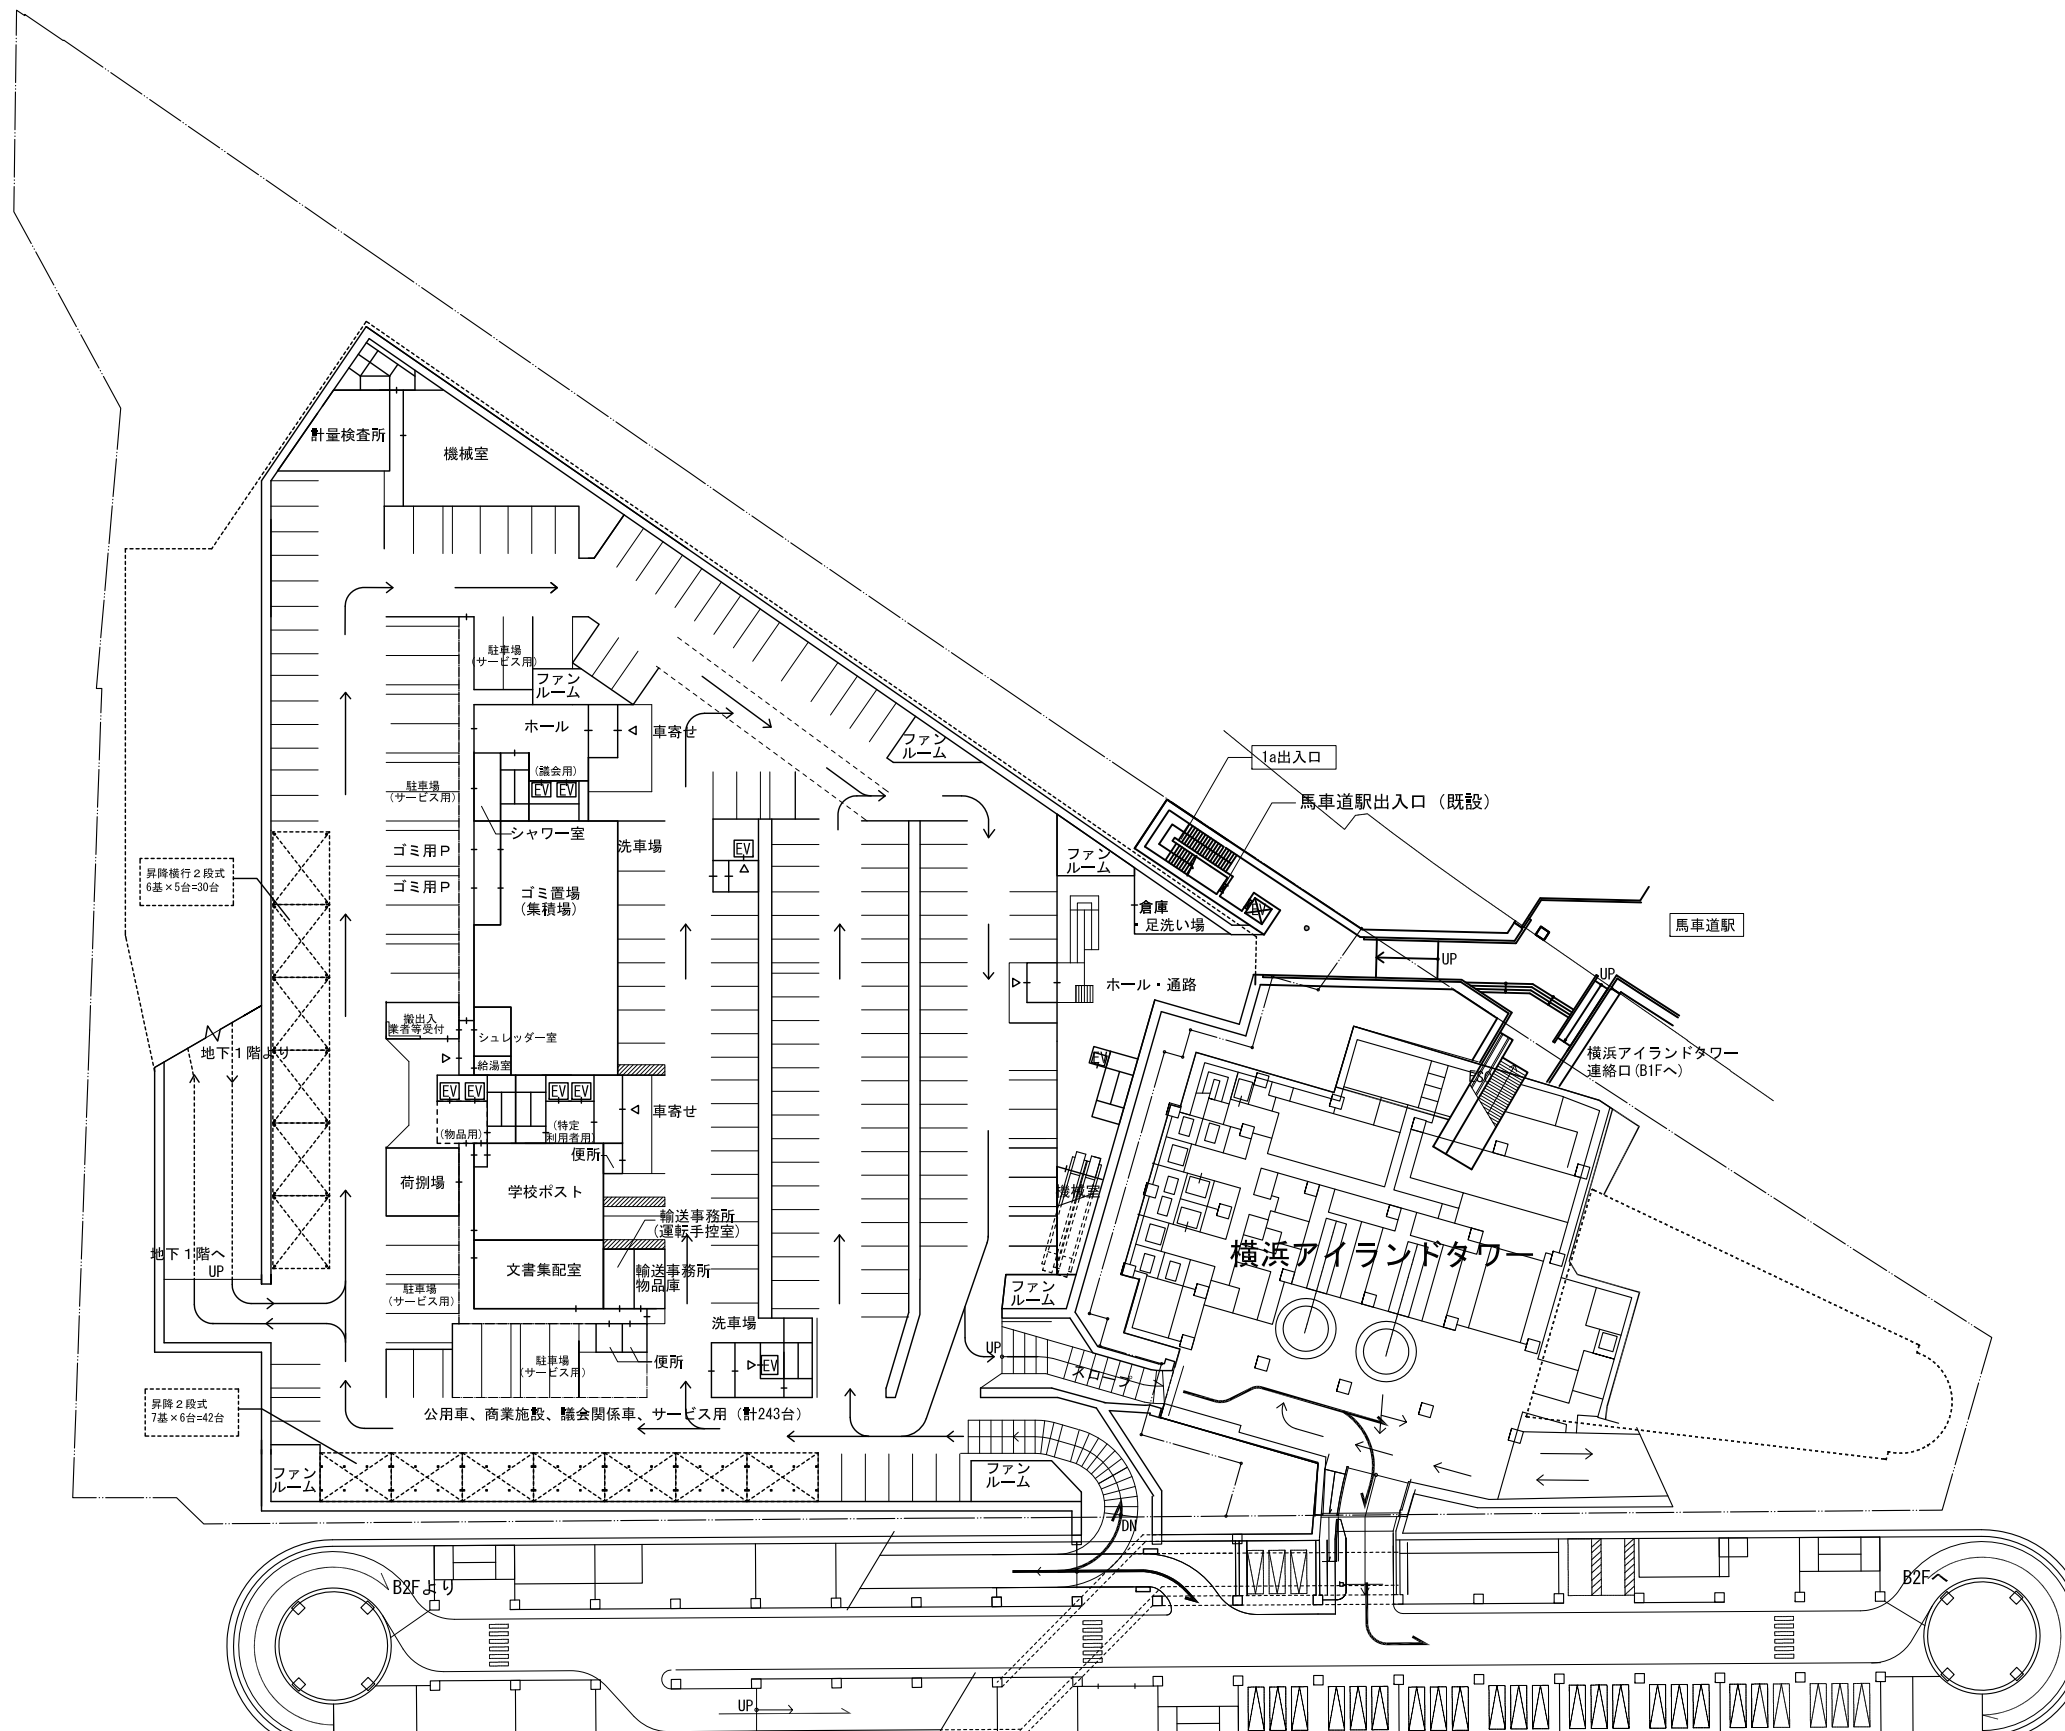 計量検査所
機械室
駐車場
(サービス用)
ファン
ルーム
ホール
車寄せ
ファン
ルーム
1a出入口
(議会用)
EV
EV
駐車場
(サービス用)
馬車道駅出入口（既設）
シャワー室
洗車場
ゴミ用P
EV
ファン
ルーム
昇降横行２段式
6基×5台=30台
ゴミ用P
ゴミ置場
(集積場)
倉庫
足洗い場
EV
馬車道駅
UP
UP
ホール・通路
搬出入
業者等受付
シュレッダー室
地下１階より
給湯室
EV
横浜アイランドタワー
連絡口(B1Fへ)
ESC
EV
EV
EV
EV
車寄せ
(物品用)
(特定
利用者用)
便所
荷捌場
学校ポスト
機械室
輸送事務所
(運転手控室)
地下１階へ
UP
文書集配室
輸送事務所
物品庫
横浜アイランドタワー
駐車場
(サービス用)
ファン
ルーム
洗車場
UP
駐車場
(サービス用)
便所
EV
スロープ
昇降２段式
7基×6台=42台
公用車、商業施設、議会関係車、サービス用（計243台）
ファン
ルーム
ファン
ルーム
DN
B2Fより
B2Fへ
UP